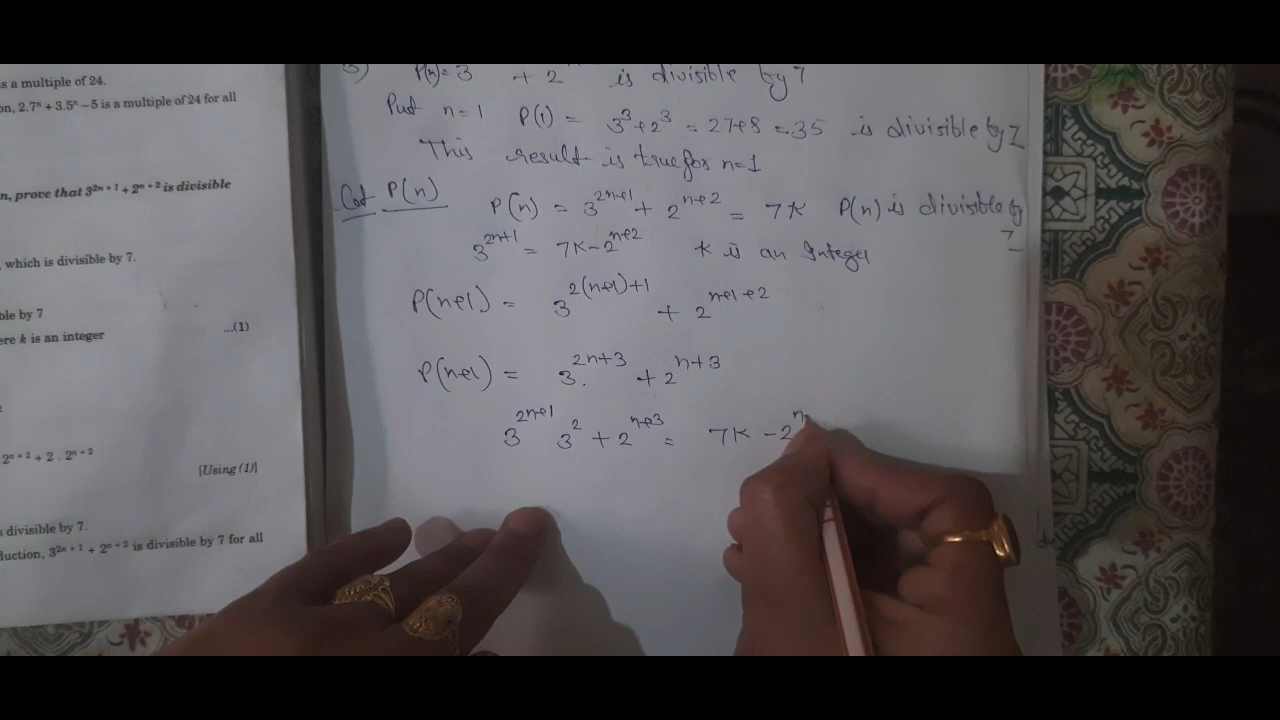 is a multiple of 24.
on, 2.7ⁿ + 3.5ⁿ – 5 is a multiple of 24 for all
n, prove that 3²ⁿ⁺¹ + 2ⁿ⁺² is divisible
, which is divisible by 7.
ble by 7
ere k is an integer ...(1)
2ⁿ⁺² + 2 . 2ⁿ⁺²
[Using (1)]
s divisible by 7.
duction, 3²ⁿ⁺¹ + 2ⁿ⁺² is divisible by 7 for all
3) P(n) = 3 + 2 is divisible by 7
Put n=1 P(1) = 3³+2³ = 27+8 = 35 is divisible by 7
This result is true for n=1
P(n) P(n) = 3²ⁿ⁺¹ + 2ⁿ⁺² = 7K P(n) is divisible by
7
3²ⁿ⁺¹ = 7K – 2ⁿ⁺² K is an Integer
P(n+1) = 3²⁽ⁿ⁺¹⁾⁺¹ + 2ⁿ⁺¹⁺²
P(n+1) = 3²ⁿ⁺³ + 2ⁿ⁺³
3²ⁿ⁺¹ 3² + 2ⁿ⁺³ = 7K – 2ⁿ